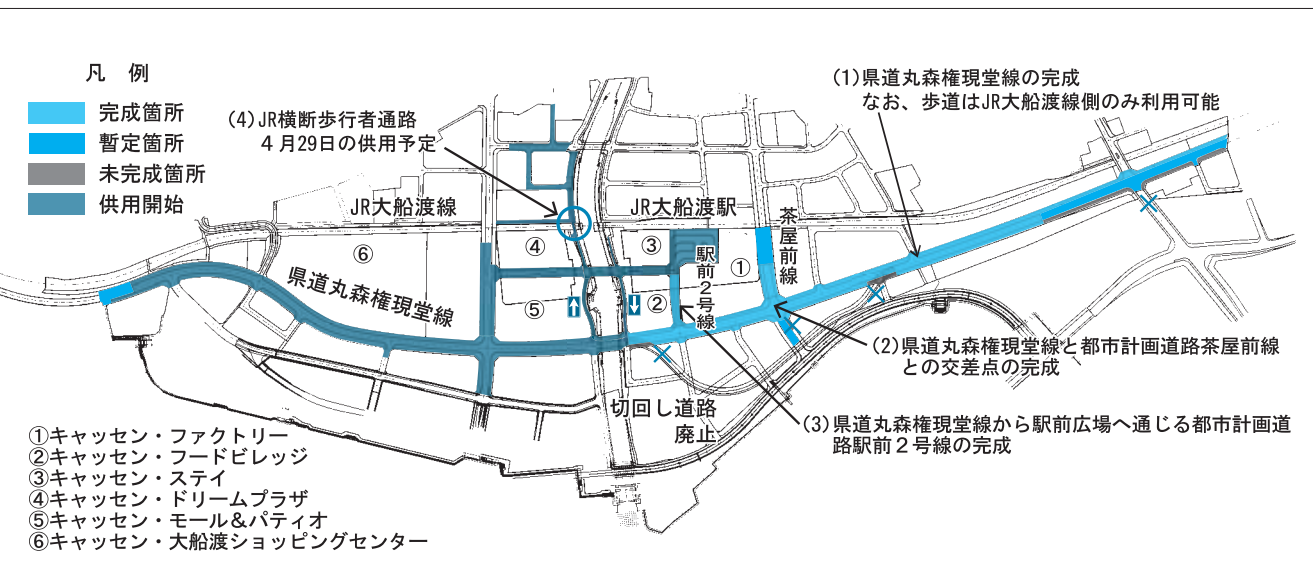 凡 例
完成箇所
暫定箇所
未完成箇所
供用開始
(4)JR横断歩行者通路
４月29日の供用予定
(1)県道丸森権現堂線の完成
なお、歩道はJR大船渡線側のみ利用可能
JR大船渡線
JR大船渡駅
茶屋前線
⑥
④
③
①
駅前２号線
県道丸森権現堂線
⑤
②
(2)県道丸森権現堂線と都市計画道路茶屋前線
との交差点の完成
切回し道路
廃止
(3)県道丸森権現堂線から駅前広場へ通じる都市計画道
路駅前２号線の完成
①キャッセン・ファクトリー
②キャッセン・フードビレッジ
③キャッセン・ステイ
④キャッセン・ドリームプラザ
⑤キャッセン・モール＆パティオ
⑥キャッセン・大船渡ショッピングセンター